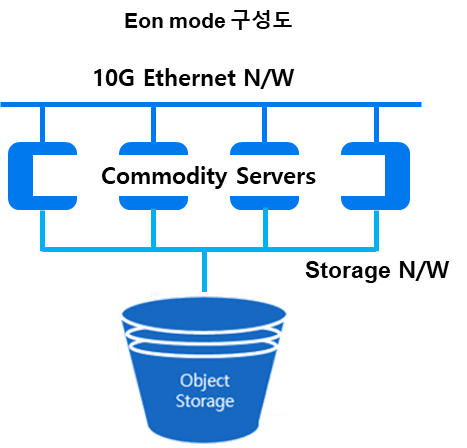 Eon mode 구성도
10G Ethernet N/W
Commodity Servers
Storage N/W
Object
Storage